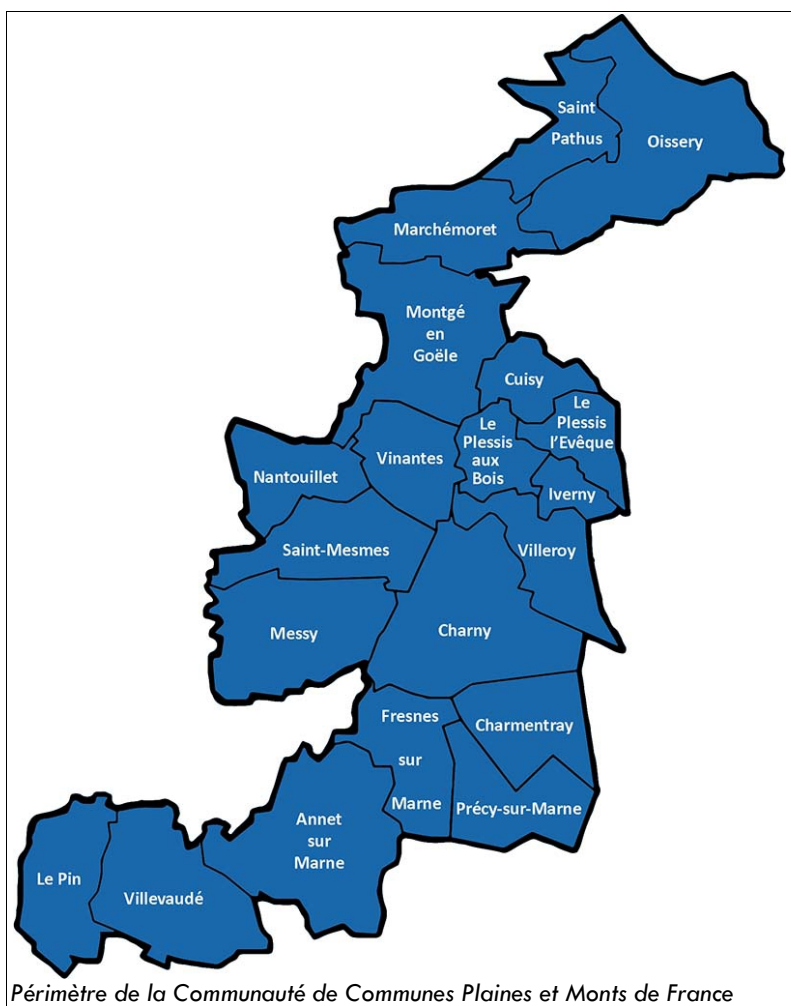 Saint
Pathus
Oissery
Marchémoret
Montgé
en
Goële
Cuisy
Le
Plessis
l'Evêque
Le
Plessis
aux
Bois
Vinantes
Nantouillet
Iverny
Saint-Mesmes
Villeroy
Messy
Charny
Fresnes
sur
Marne
Charmentray
Précy-sur-Marne
Annet
sur
Marne
Le Pin
Villevaudé
Périmètre de la Communauté de Communes Plaines et Monts de France